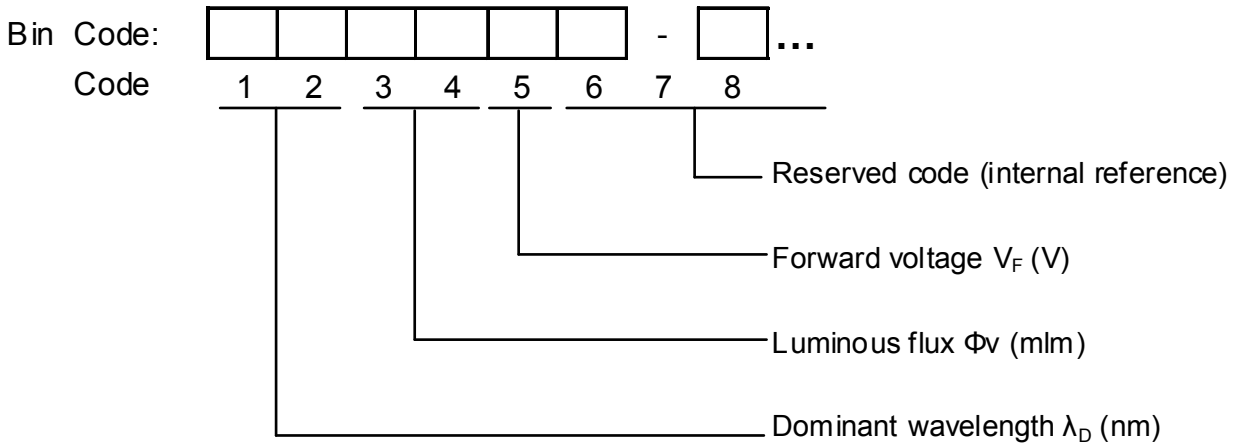 Bin Code: - ...
Code 1 2 3 4 5 6 7 8
Reserved code (internal reference)
Forward voltage V_F (V)
Luminous flux Φv (mlm)
Dominant wavelength λ_D (nm)